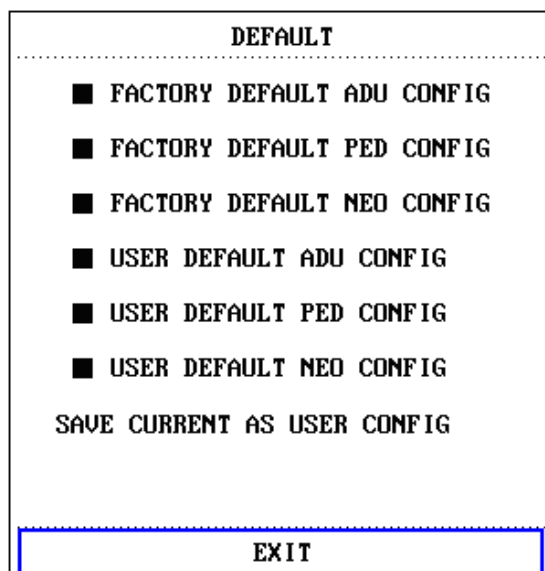 DEFAULT
FACTORY DEFAULT ADU CONFIG
FACTORY DEFAULT PED CONFIG
FACTORY DEFAULT NEO CONFIG
USER DEFAULT ADU CONFIG
USER DEFAULT PED CONFIG
USER DEFAULT NEO CONFIG
SAVE CURRENT AS USER CONFIG
EXIT